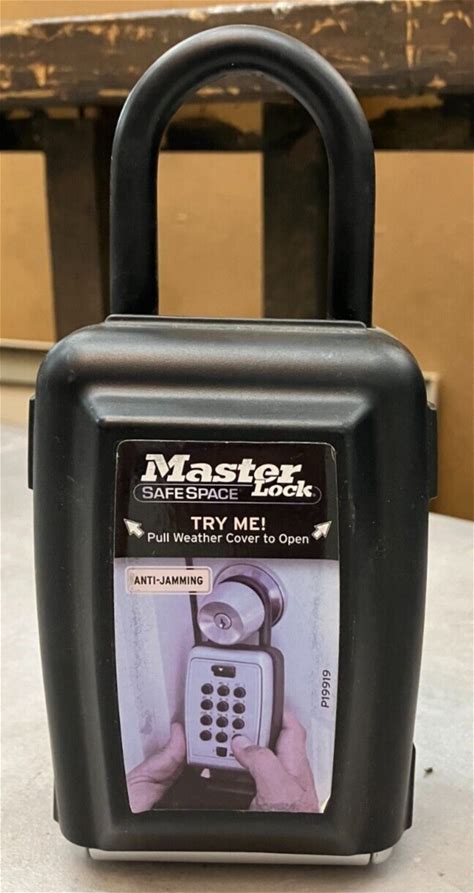 Master Lock
SAFESPACE
TRY ME!
Pull Weather Cover to Open
ANTI-JAMMING
P19919